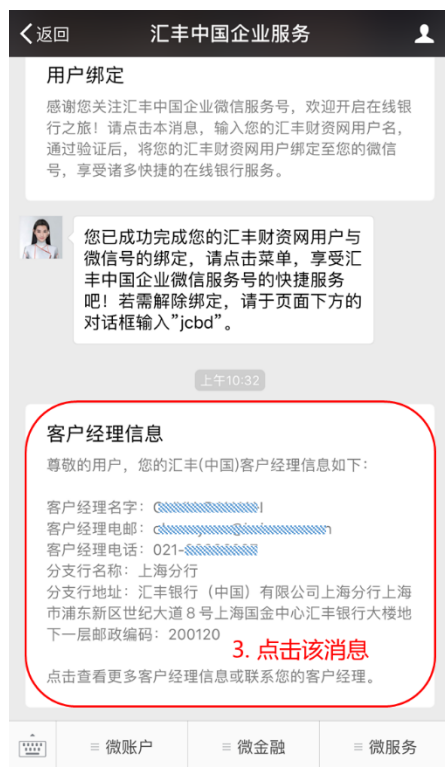 返回
汇丰中国企业服务
用户绑定
感谢您关注汇丰中国企业微信服务号，欢迎开启在线银
行之旅！请点击本消息，输入您的汇丰财资网用户名，
通过验证后，将您的汇丰财资网用户绑定至您的微信
号，享受诸多快捷的在线银行服务。
您已成功完成您的汇丰财资网用户与
微信号的绑定，请点击菜单，享受汇
丰中国企业微信服务号的快捷服务
吧！若需解除绑定，请于页面下方的
对话框输入”jcbd”。
上午10:32
客户经理信息
尊敬的用户，您的汇丰(中国)客户经理信息如下：
客户经理名字：
客户经理电邮：
客户经理电话：021-
分支行名称：上海分行
分支行地址：汇丰银行（中国）有限公司上海分行上海
市浦东新区世纪大道８号上海国金中心汇丰银行大楼地
下一层邮政编码：200120
3. 点击该消息
点击查看更多客户经理信息或联系您的客户经理。
微账户
微金融
微服务